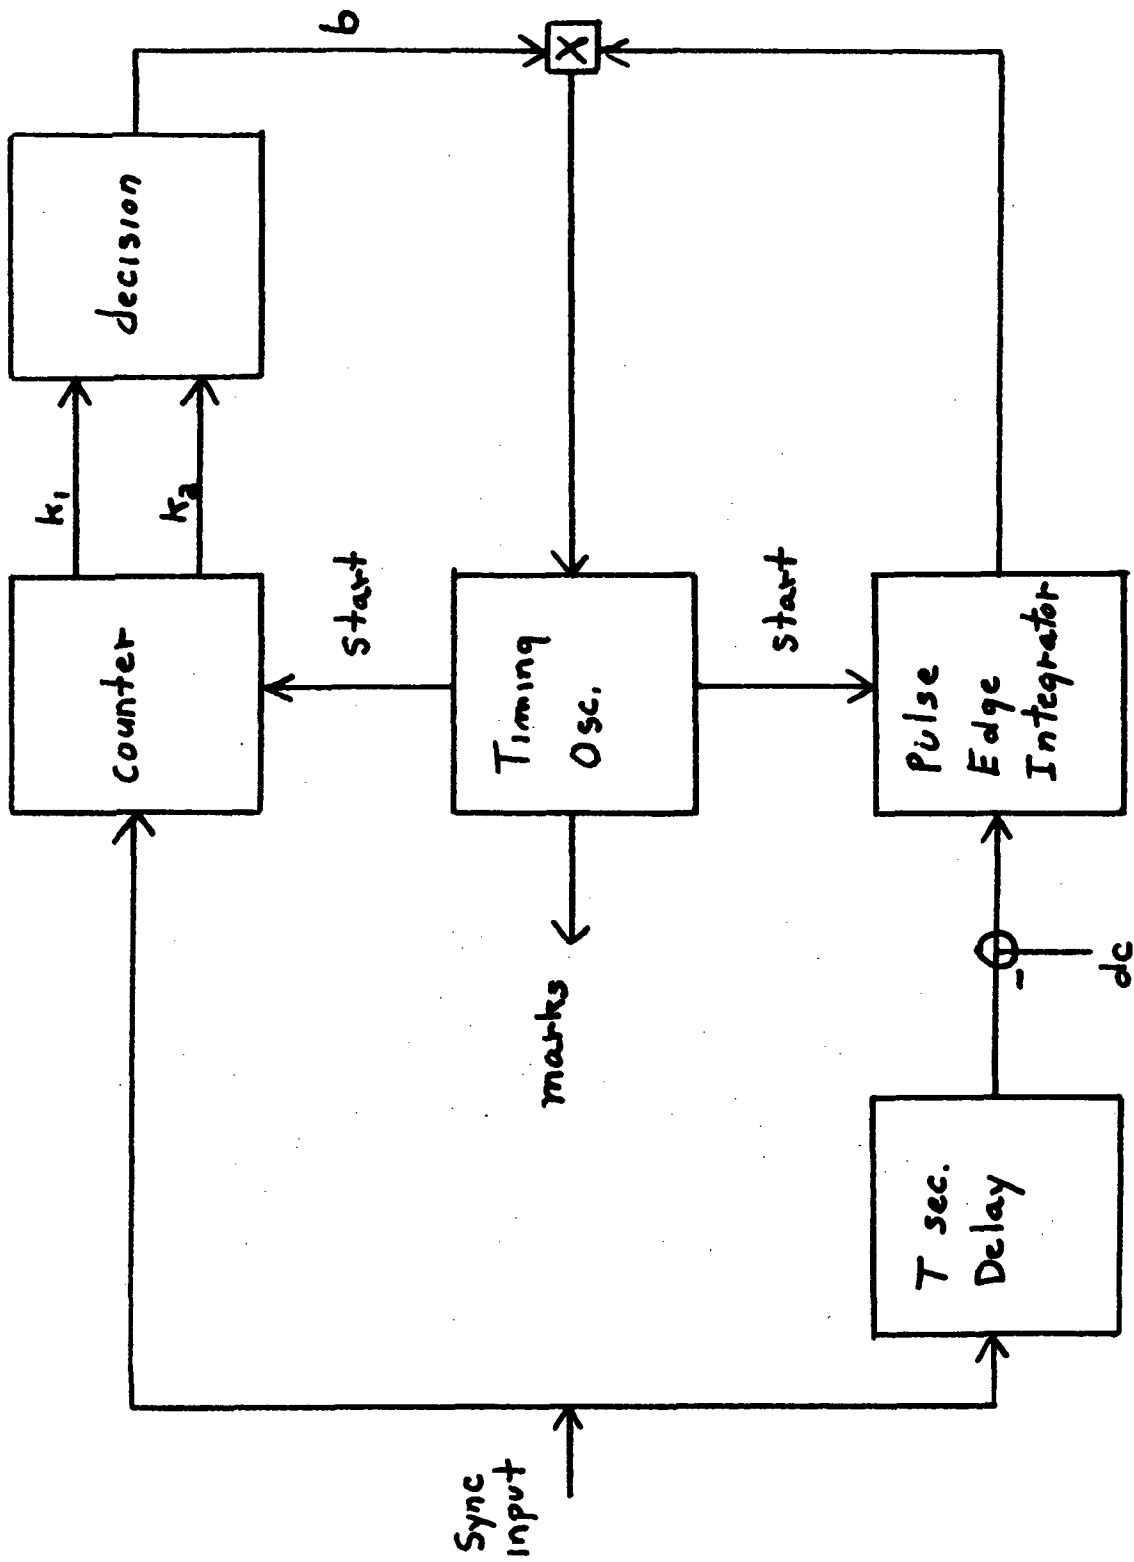 Sync
input
Counter
k1
k2
decision
b
start
Timing
Osc.
marks
X
start
T sec.
Delay
-
dc
Pulse
Edge
Integrator